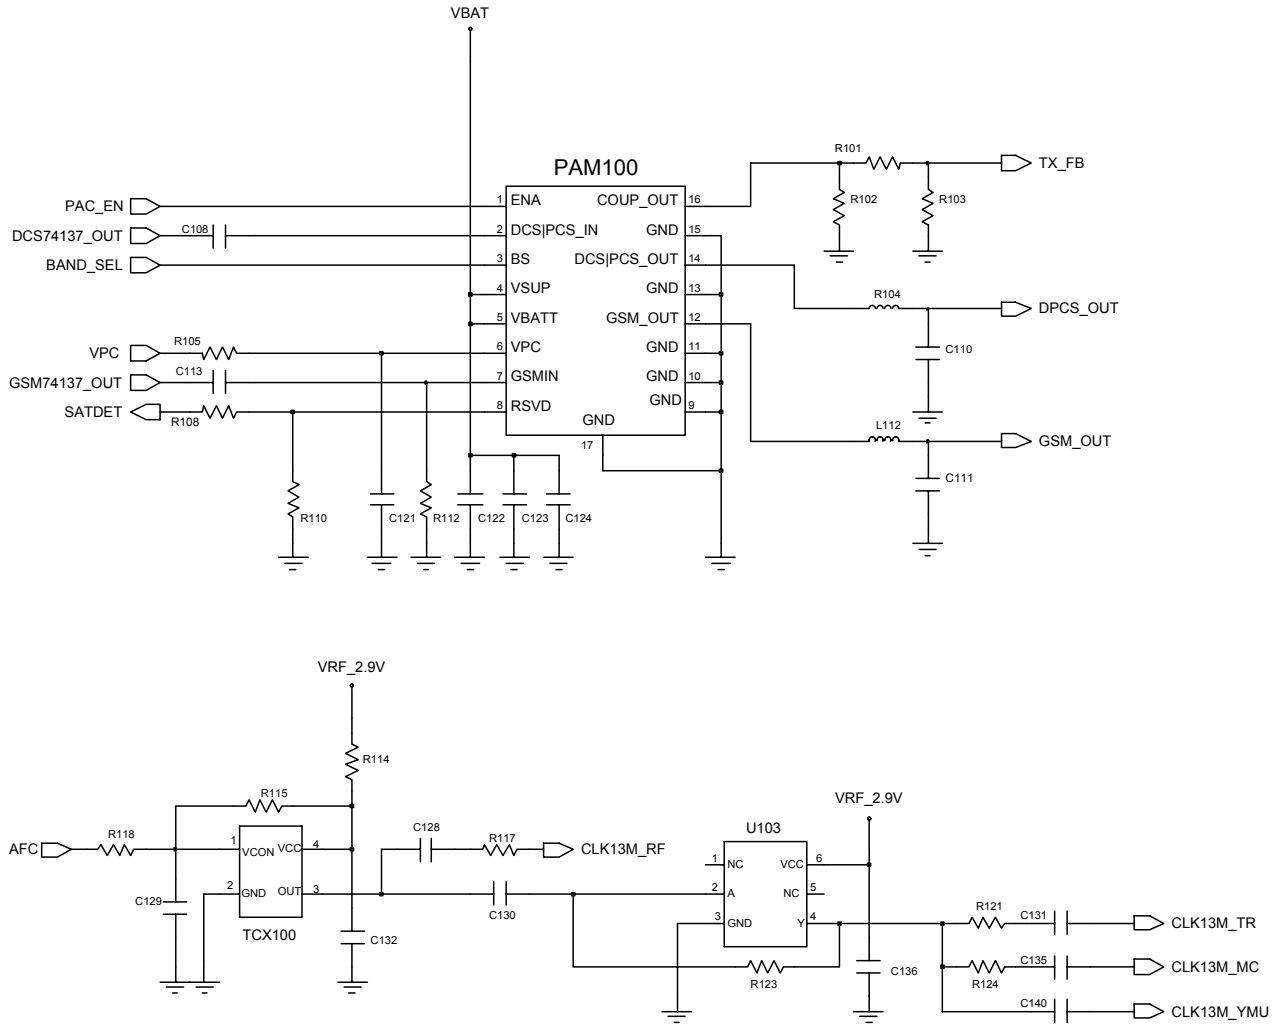 VBAT
PAM100
PAC_EN
DCS74137_OUT
C108
BAND_SEL
VPC
R105
GSM74137_OUT
C113
SATDET
R108
1 ENA
2 DCS|PCS_IN
3 BS
4 VSUP
5 VBATT
6 VPC
7 GSMIN
8 RSVD
COUP_OUT 16
GND 15
DCS|PCS_OUT 14
GND 13
GSM_OUT 12
GND 11
GND 10
GND 9
GND
17
R101
R102
R103
TX_FB
R104
DPCS_OUT
C110
L112
GSM_OUT
C111
R110
C121
R112
C122
C123
C124
VRF_2.9V
R114
R115
AFC
R118
1 VCON
VCC 4
2 GND
OUT 3
TCX100
C129
C132
C128
R117
CLK13M_RF
C130
VRF_2.9V
U103
1 NC
2 A
3 GND
VCC 6
NC 5
Y 4
R123
C136
R121
C131
CLK13M_TR
R124
C135
CLK13M_MC
C140
CLK13M_YMU